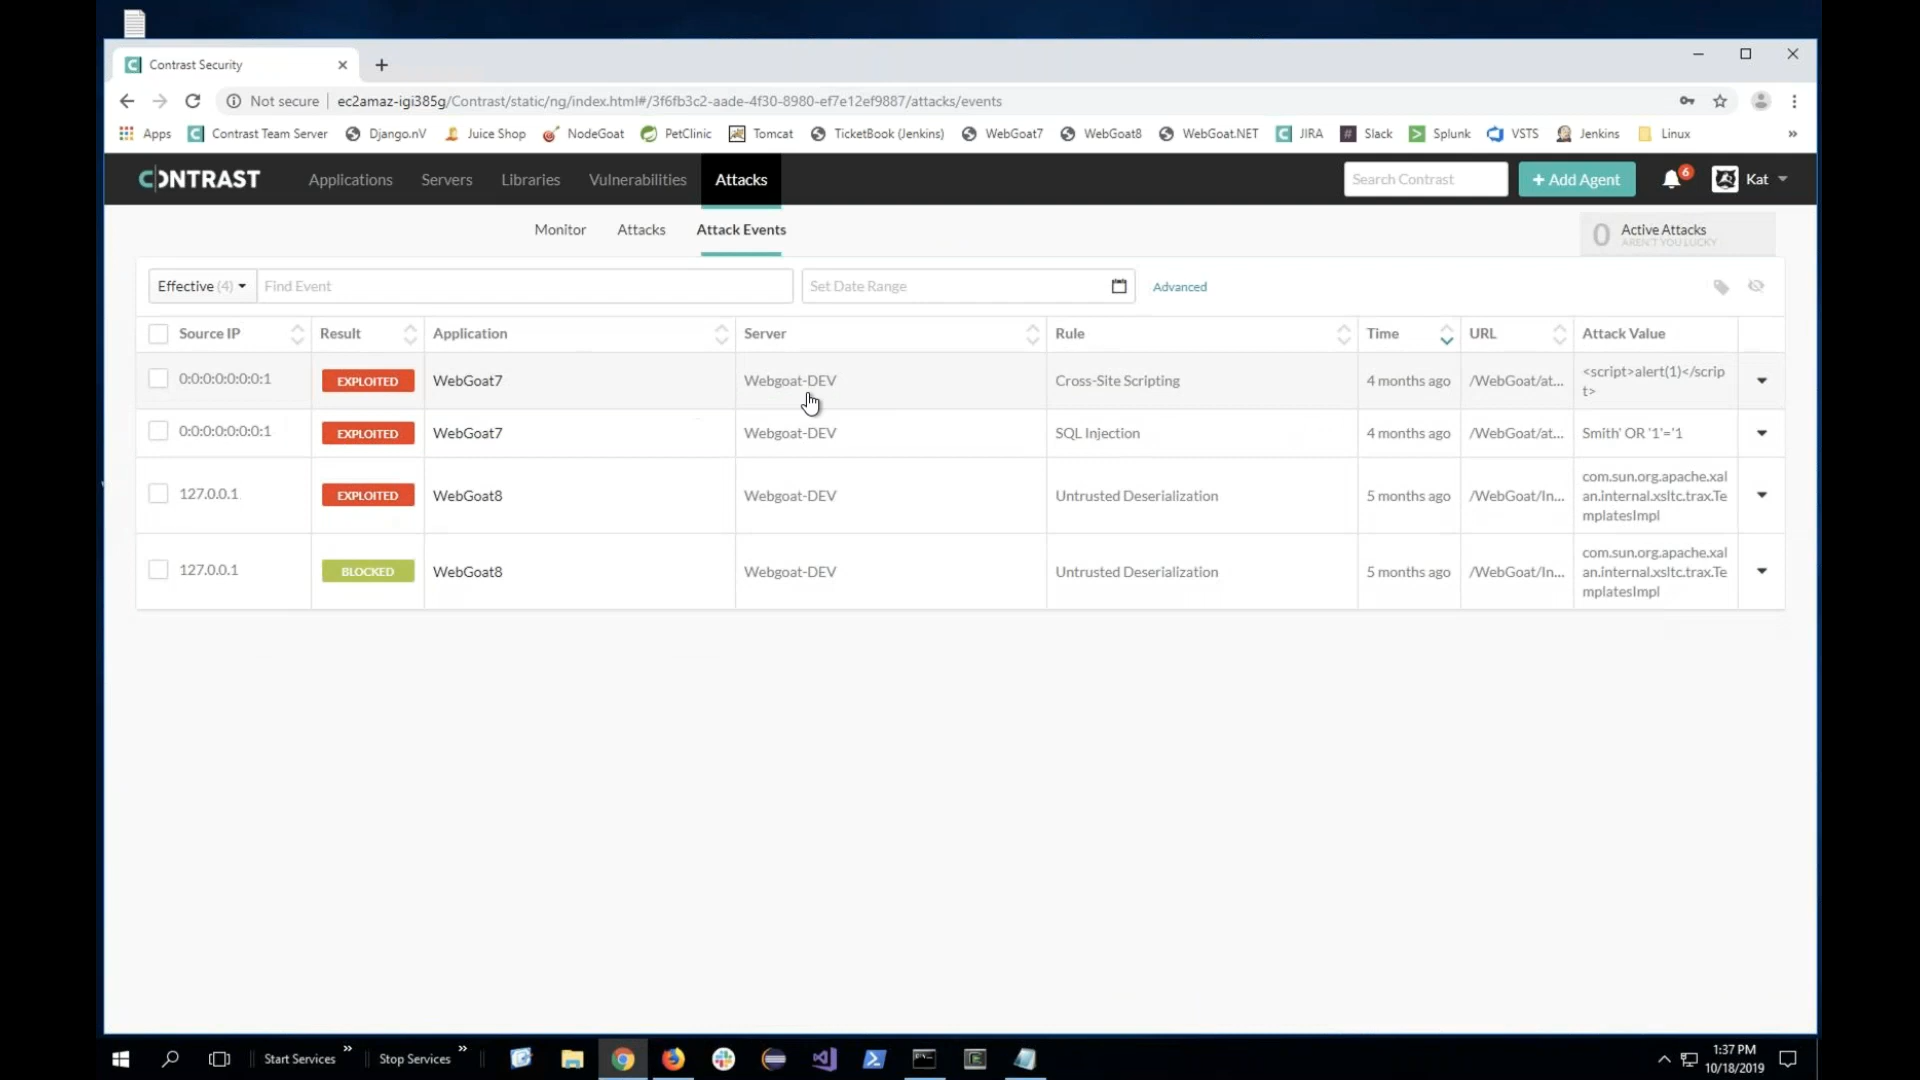 Contrast Security
Not secure
ec2amaz-igi385g/Contrast/static/ng/index.html#/3f6fb3c2-aade-4f30-8980-ef7e12ef9887/attacks/events
Apps
Contrast Team Server
Django.nV
Juice Shop
NodeGoat
PetClinic
Tomcat
TicketBook (Jenkins)
WebGoat7
WebGoat8
WebGoat.NET
JIRA
Slack
Splunk
VSTS
Jenkins
Linux
CONTRAST
Applications
Servers
Libraries
Vulnerabilities
Attacks
Search Contrast
+ Add Agent
6
Kat
Monitor
Attacks
Attack Events
0
Active Attacks
AREN'T YOU LUCKY
Effective (4)
Find Event
Set Date Range
Advanced
Source IP
Result
Application
Server
Rule
Time
URL
Attack Value
0:0:0:0:0:0:0:1
EXPLOITED
WebGoat7
Webgoat-DEV
Cross-Site Scripting
4 months ago
/WebGoat/at...
<script>alert(1)</scrip
t>
0:0:0:0:0:0:0:1
EXPLOITED
WebGoat7
Webgoat-DEV
SQL Injection
4 months ago
/WebGoat/at...
Smith' OR '1'='1
127.0.0.1
EXPLOITED
WebGoat8
Webgoat-DEV
Untrusted Deserialization
5 months ago
/WebGoat/In...
com.sun.org.apache.xal
an.internal.xsltc.trax.Te
mplatesImpl
127.0.0.1
BLOCKED
WebGoat8
Webgoat-DEV
Untrusted Deserialization
5 months ago
/WebGoat/In...
com.sun.org.apache.xal
an.internal.xsltc.trax.Te
mplatesImpl
Start Services
Stop Services
1:37 PM
10/18/2019